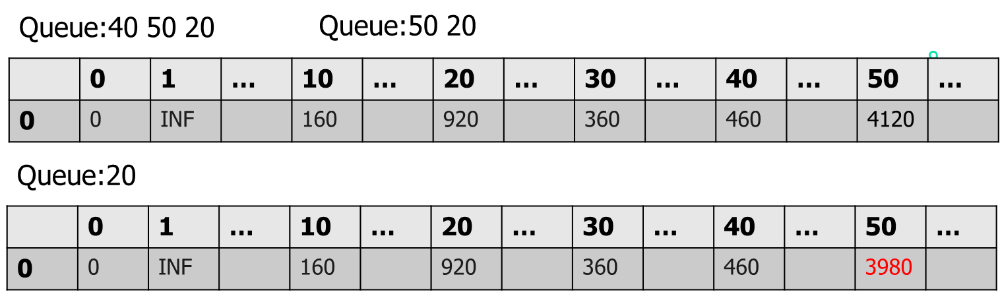 Queue:40 50 20 Queue:50 20
0 1 ... 10 ... 20 ... 30 ... 40 ... 50 ...
0 0 INF 160 920 360 460 4120
Queue:20
0 1 ... 10 ... 20 ... 30 ... 40 ... 50 ...
0 0 INF 160 920 360 460 3980